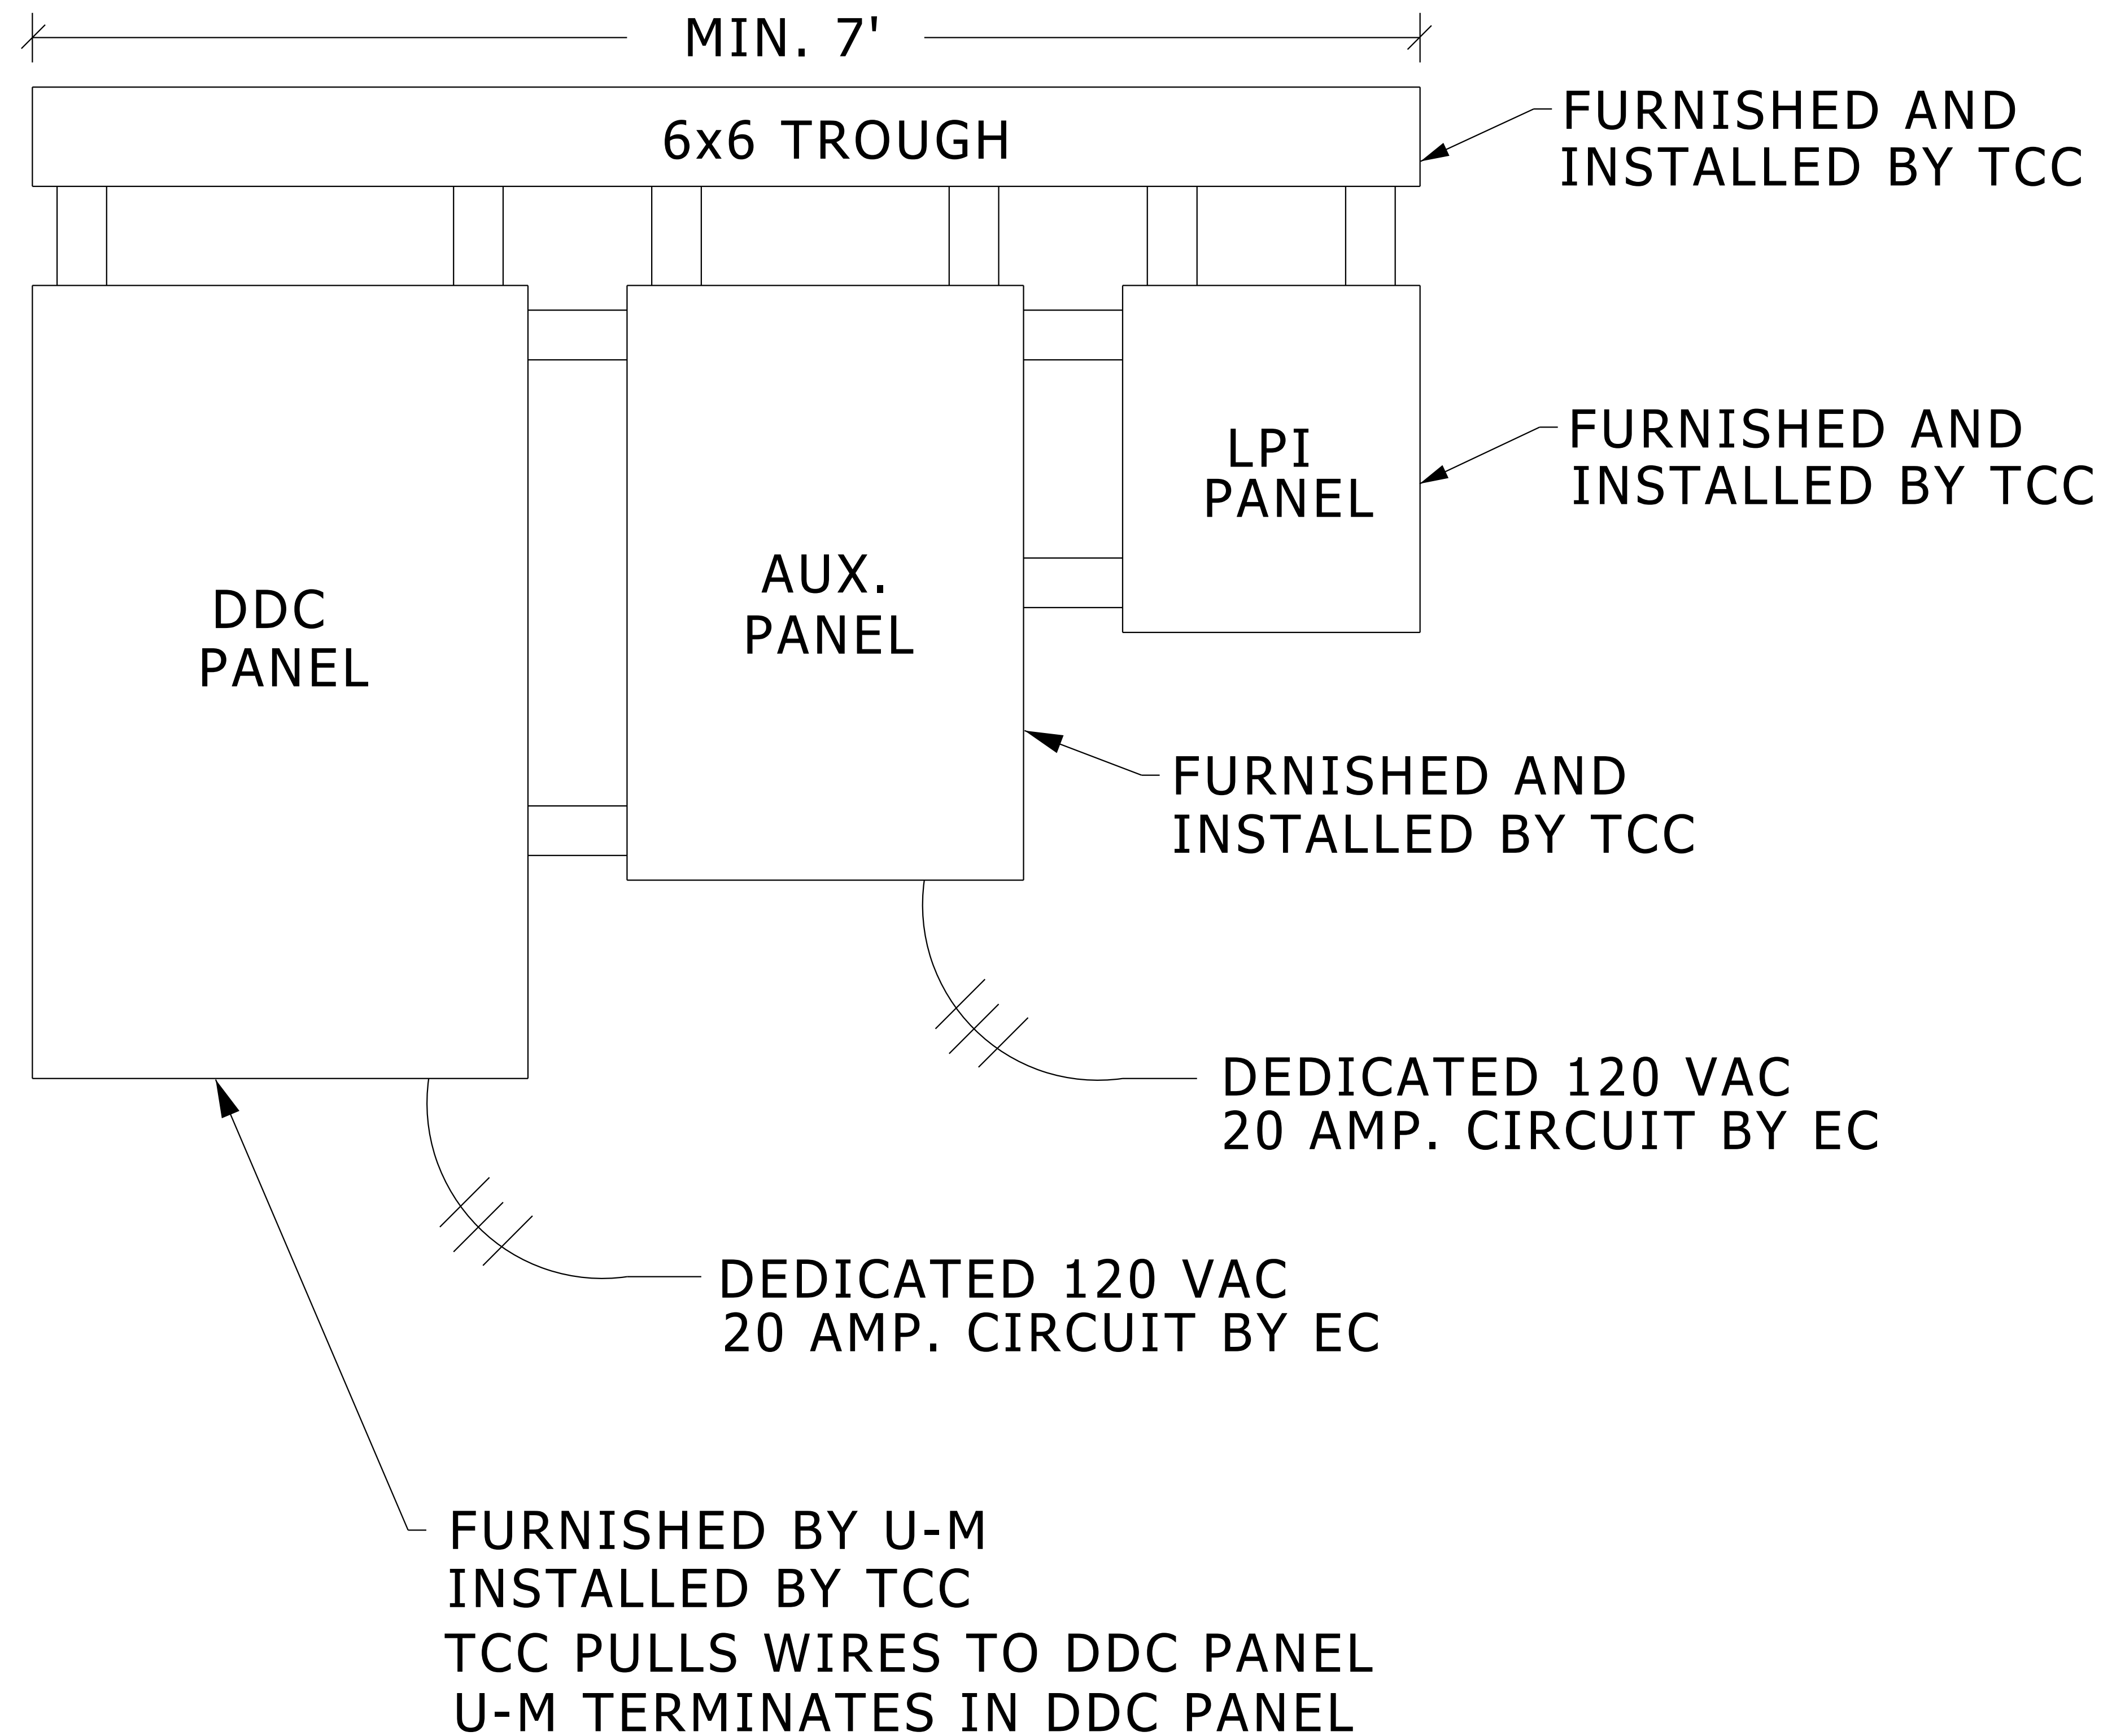 MIN. 7'
6x6 TROUGH
FURNISHED AND
INSTALLED BY TCC
FURNISHED AND
INSTALLED BY TCC
LPI
PANEL
AUX.
PANEL
DDC
PANEL
FURNISHED AND
INSTALLED BY TCC
DEDICATED 120 VAC
20 AMP. CIRCUIT BY EC
DEDICATED 120 VAC
20 AMP. CIRCUIT BY EC
FURNISHED BY U-M
INSTALLED BY TCC
TCC PULLS WIRES TO DDC PANEL
U-M TERMINATES IN DDC PANEL